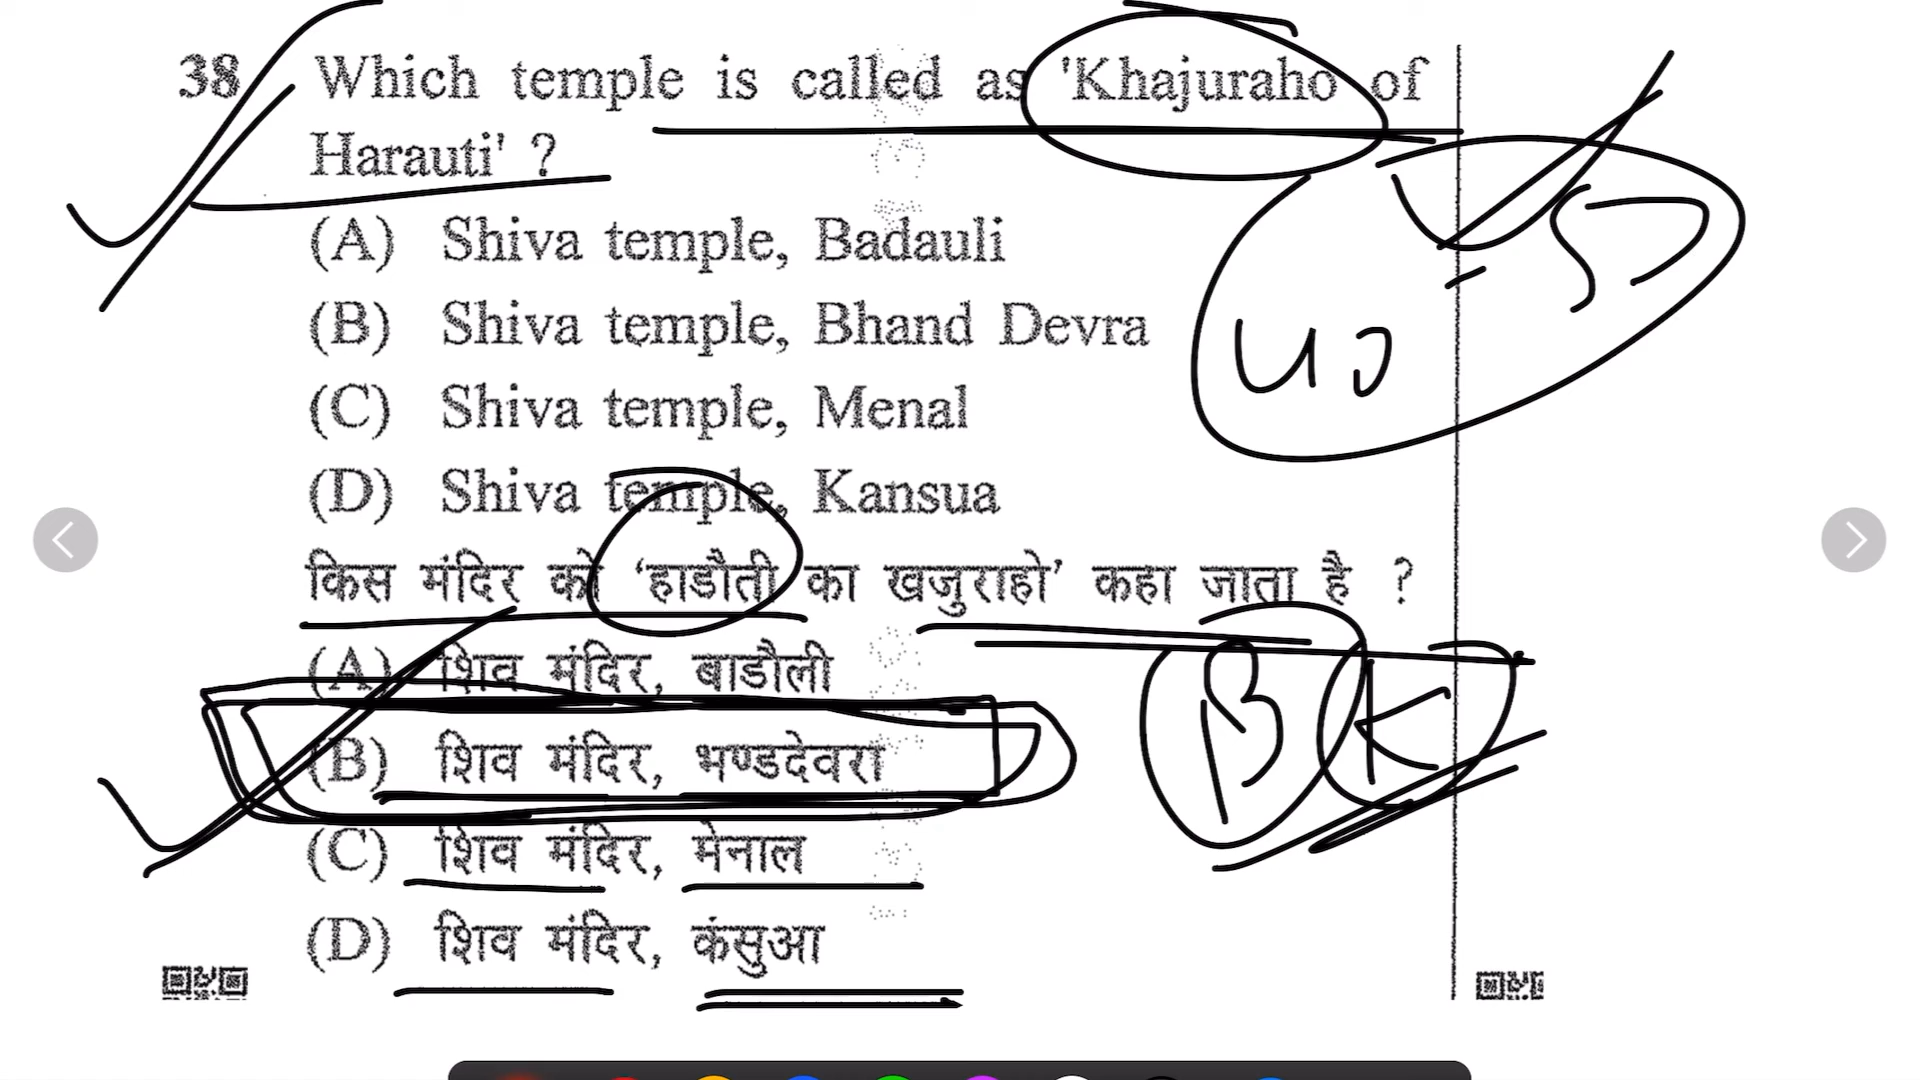 38 Which temple is called as 'Khajuraho of
Harauti' ?
(A) Shiva temple, Badauli
(B) Shiva temple, Bhand Devra
(C) Shiva temple, Menal
(D) Shiva temple, Kansua
किस मंदिर को ‘हाडौती का खजुराहो’ कहा जाता है ?
(A) शिव मंदिर, बाडौली
(B) शिव मंदिर, भण्डदेवरा
(C) शिव मंदिर, मेनाल
(D) शिव मंदिर, कंसुआ